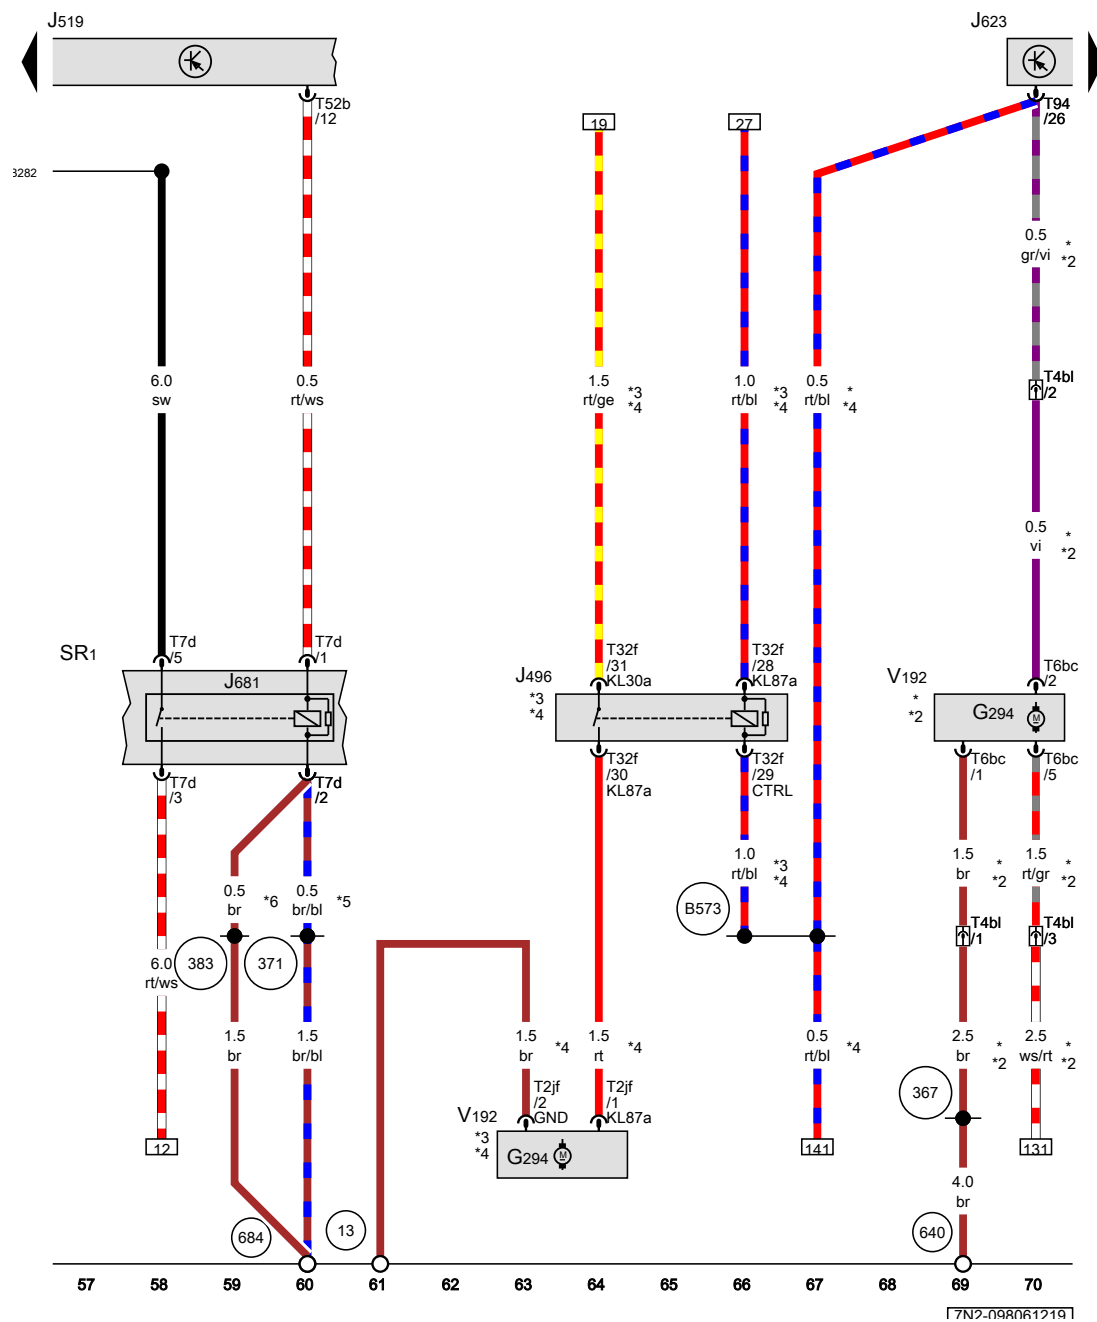 J519
J623
T52b
/12
T94
/26
19
27
3282
0.5
gr/vi
*
*2
T4bl
/2
6.0
sw
0.5
rt/ws
1.5
rt/ge
*3
*4
1.0
rt/bl
*3
*4
0.5
rt/bl
*
*4
0.5
vi
*
*2
SR1
T7d
/5
T7d
/1
T32f
/31
KL30a
T32f
/28
KL87a
T6bc
/2
J681
J496
*3
*4
V192
*
*2
G294
M
T7d
/3
T7d
/2
T32f
/30
KL87a
T32f
/29
CTRL
T6bc
/1
T6bc
/5
0.5
br
*6
0.5
br/bl
*5
1.0
rt/bl
*3
*4
1.5
br
*
*2
1.5
rt/gr
*
*2
B573
T4bl
/1
T4bl
/3
6.0
rt/ws
383
371
1.5
br
1.5
br/bl
1.5
br
*4
1.5
rt
*4
0.5
rt/bl
*4
2.5
br
*
*2
2.5
ws/rt
*
*2
367
T2jf
/2
GND
T2jf
/1
KL87a
V192
*3
*4
G294
M
12
141
131
4.0
br
684
13
640
57 58 59 60 61 62 63 64 65 66 67 68 69 70
7N2-098061219